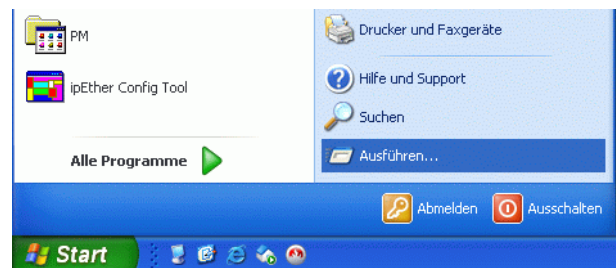 PM
ipEther Config Tool
Alle Programme
Drucker und Faxgeräte
Hilfe und Support
Suchen
Ausführen...
Abmelden
Ausschalten
Start